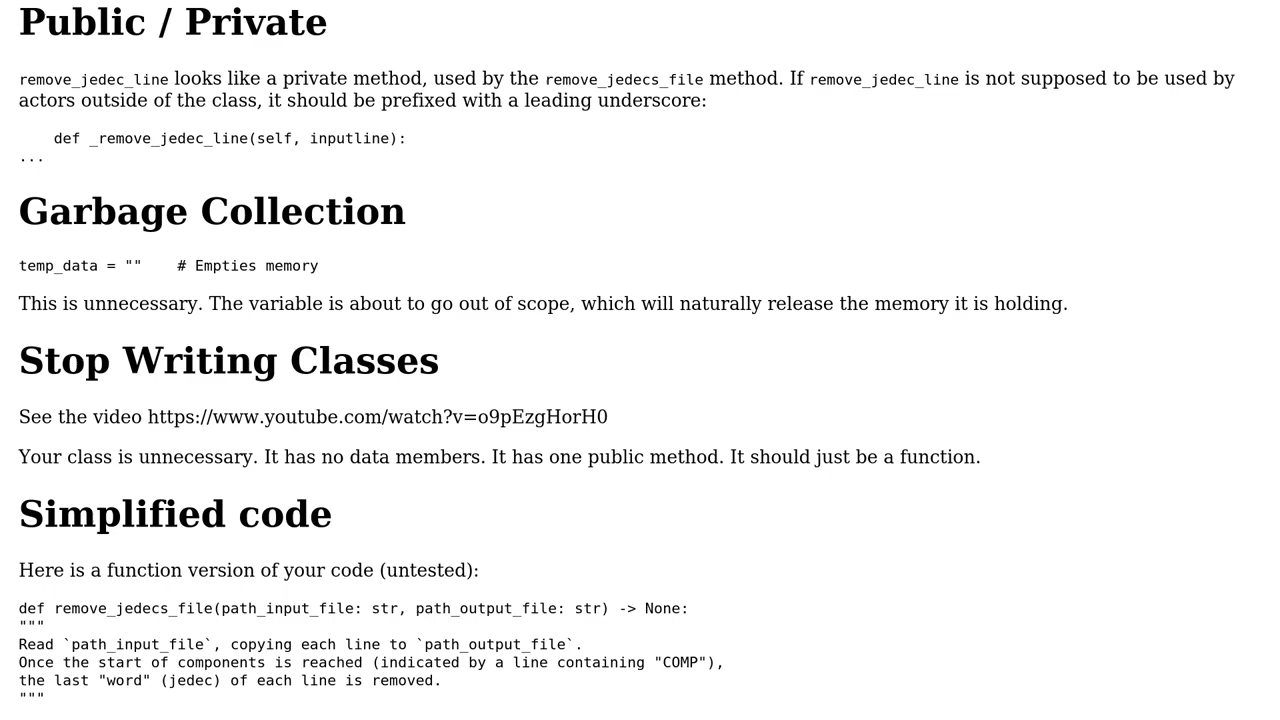 Public / Private
remove_jedec_line looks like a private method, used by the remove_jedecs_file method. If remove_jedec_line is not supposed to be used by
actors outside of the class, it should be prefixed with a leading underscore:
    def _remove_jedec_line(self, inputline):
...
Garbage Collection
temp_data = ""    # Empties memory
This is unnecessary. The variable is about to go out of scope, which will naturally release the memory it is holding.
Stop Writing Classes
See the video https://www.youtube.com/watch?v=o9pEzgHorH0
Your class is unnecessary. It has no data members. It has one public method. It should just be a function.
Simplified code
Here is a function version of your code (untested):
def remove_jedecs_file(path_input_file: str, path_output_file: str) -> None:
"""
Read `path_input_file`, copying each line to `path_output_file`.
Once the start of components is reached (indicated by a line containing "COMP"),
the last "word" (jedec) of each line is removed.
"""